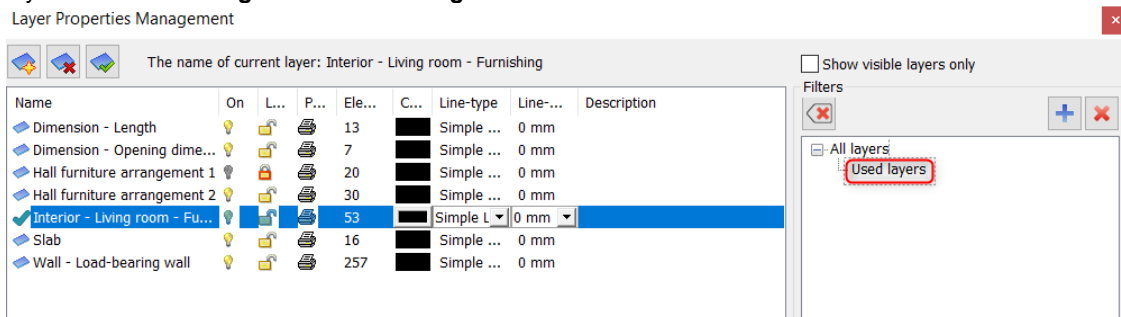 Layer Properties Management
The name of current layer: Interior - Living room - Furnishing
Show visible layers only
Filters
Name On L... P... Ele... C... Line-type Line-... Description
Dimension - Length 13 Simple ... 0 mm
Dimension - Opening dime... 7 Simple ... 0 mm
Hall furniture arrangement 1 20 Simple ... 0 mm
Hall furniture arrangement 2 30 Simple ... 0 mm
Interior - Living room - Fu... 53 Simple L 0 mm
Slab 16 Simple ... 0 mm
Wall - Load-bearing wall 257 Simple ... 0 mm
All layers
Used layers